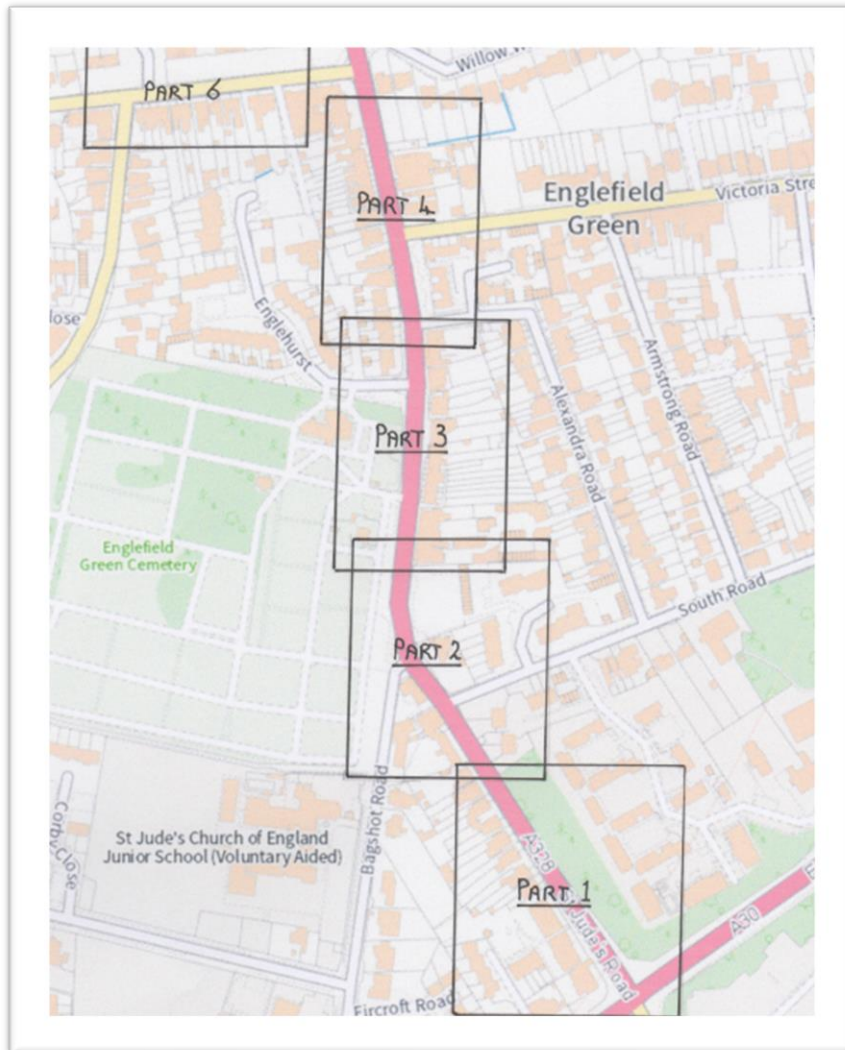 Willow W
PART 6
PART 4
Englefield
Green
Victoria Stre
lose
Englehurst
Armstrong Road
Alexandra Road
PART 3
Englefield
Green Cemetery
South Road
PART 2
Bagshot Road
Corby Close
St Jude's Church of England
Junior School (Voluntary Aided)
A328
PART 1
Jude's Road
A30
E
Fircroft Road